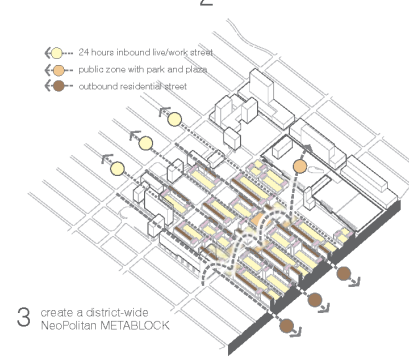 2
24 hours inbound live/work street
public zone with park and plaza
outbound residential street
3 create a district-wide
NeoPolitan METABLOCK